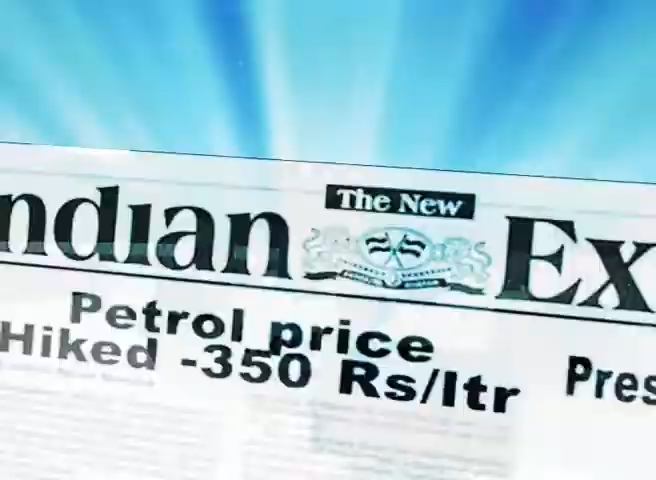 The New
ndian Ex
Petrol price
Hiked -350 Rs/ltr
Pres